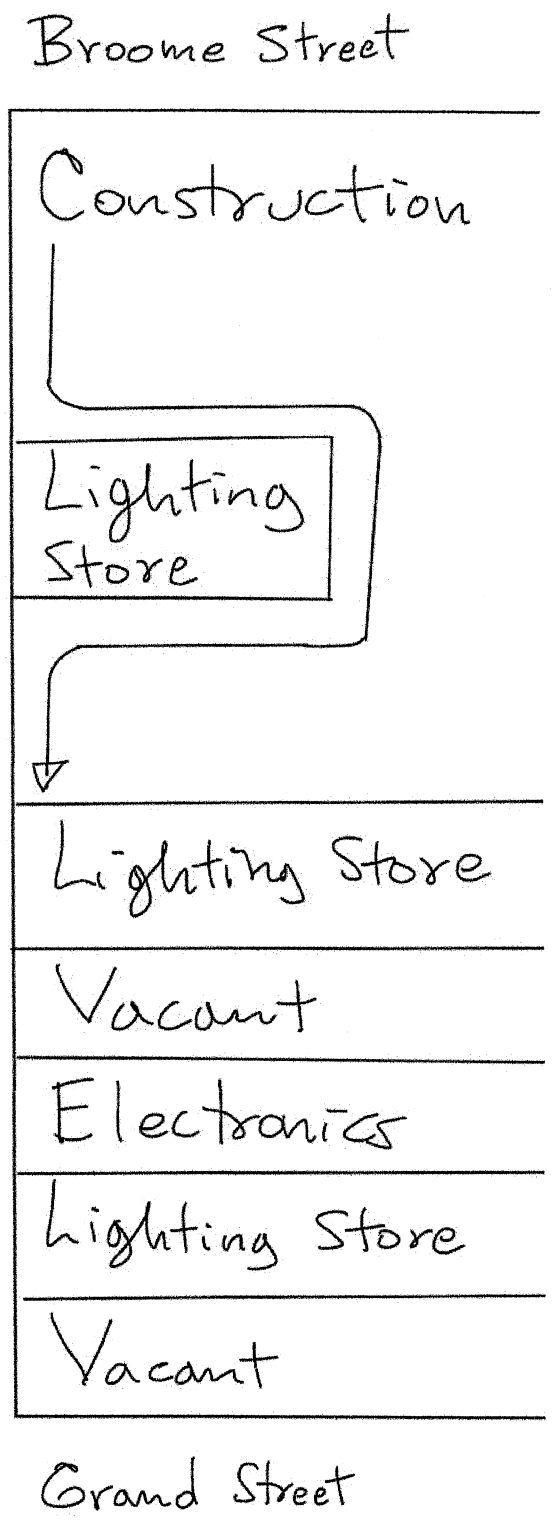 Broome Street
Construction
Lighting
Store
Lighting Store
Vacant
Electronics
Lighting Store
Vacant
Grand Street